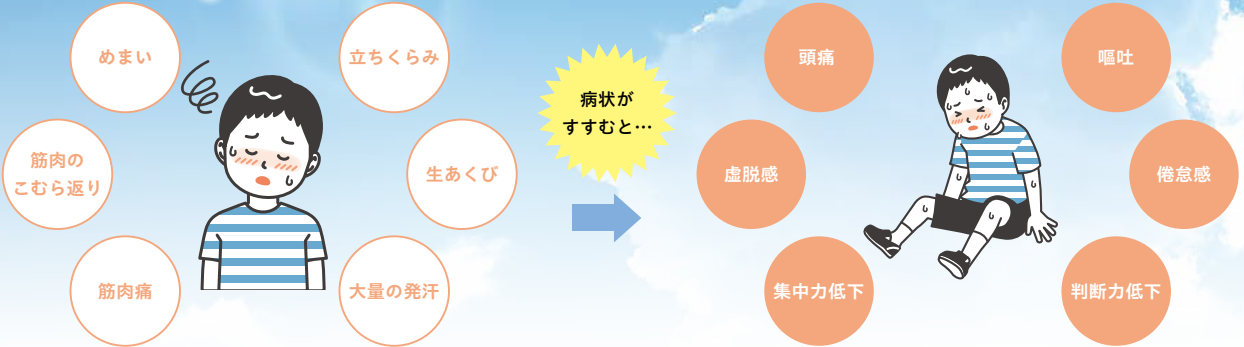 めまい
立ちくらみ
筋肉の
こむら返り
生あくび
筋肉痛
大量の発汗
病状が
すすむと…
頭痛
嘔吐
虚脱感
倦怠感
集中力低下
判断力低下